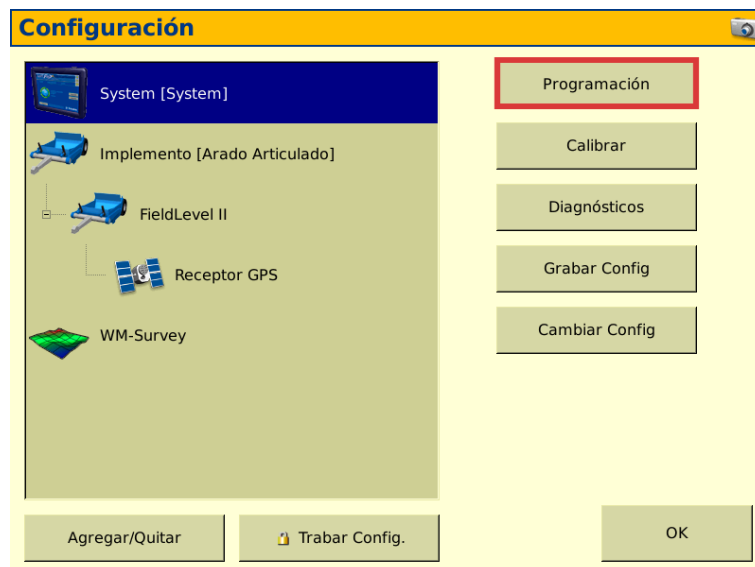 Configuración
System [System]
Implemento [Arado Articulado]
FieldLevel II
Receptor GPS
WM-Survey
Programación
Calibrar
Diagnósticos
Grabar Config
Cambiar Config
Agregar/Quitar
Trabar Config.
OK